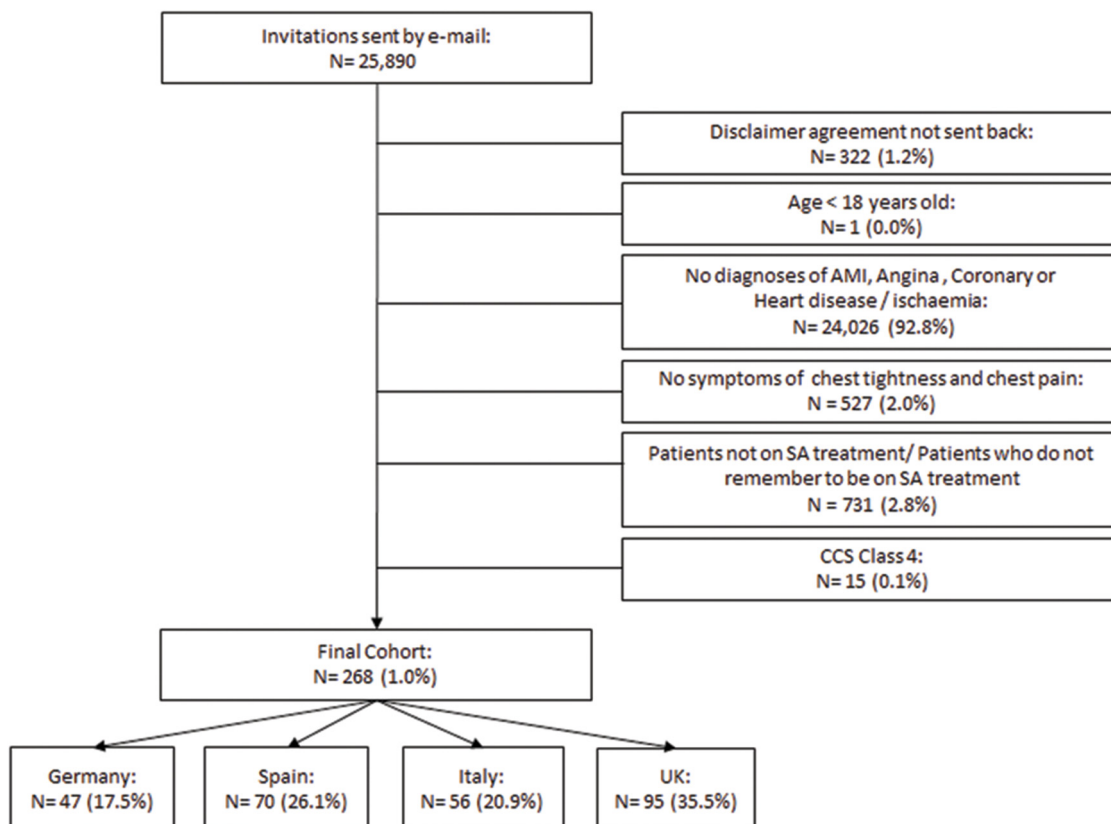 Invitations sent by e-mail:
N= 25,890
Disclaimer agreement not sent back:
N= 322 (1.2%)
Age < 18 years old:
N= 1 (0.0%)
No diagnoses of AMI, Angina , Coronary or
Heart disease / ischaemia:
N= 24,026 (92.8%)
No symptoms of chest tightness and chest pain:
N = 527 (2.0%)
Patients not on SA treatment/ Patients who do not
remember to be on SA treatment
N = 731 (2.8%)
CCS Class 4:
N= 15 (0.1%)
Final Cohort:
N= 268 (1.0%)
Germany:
N= 47 (17.5%)
Spain:
N= 70 (26.1%)
Italy:
N= 56 (20.9%)
UK:
N= 95 (35.5%)